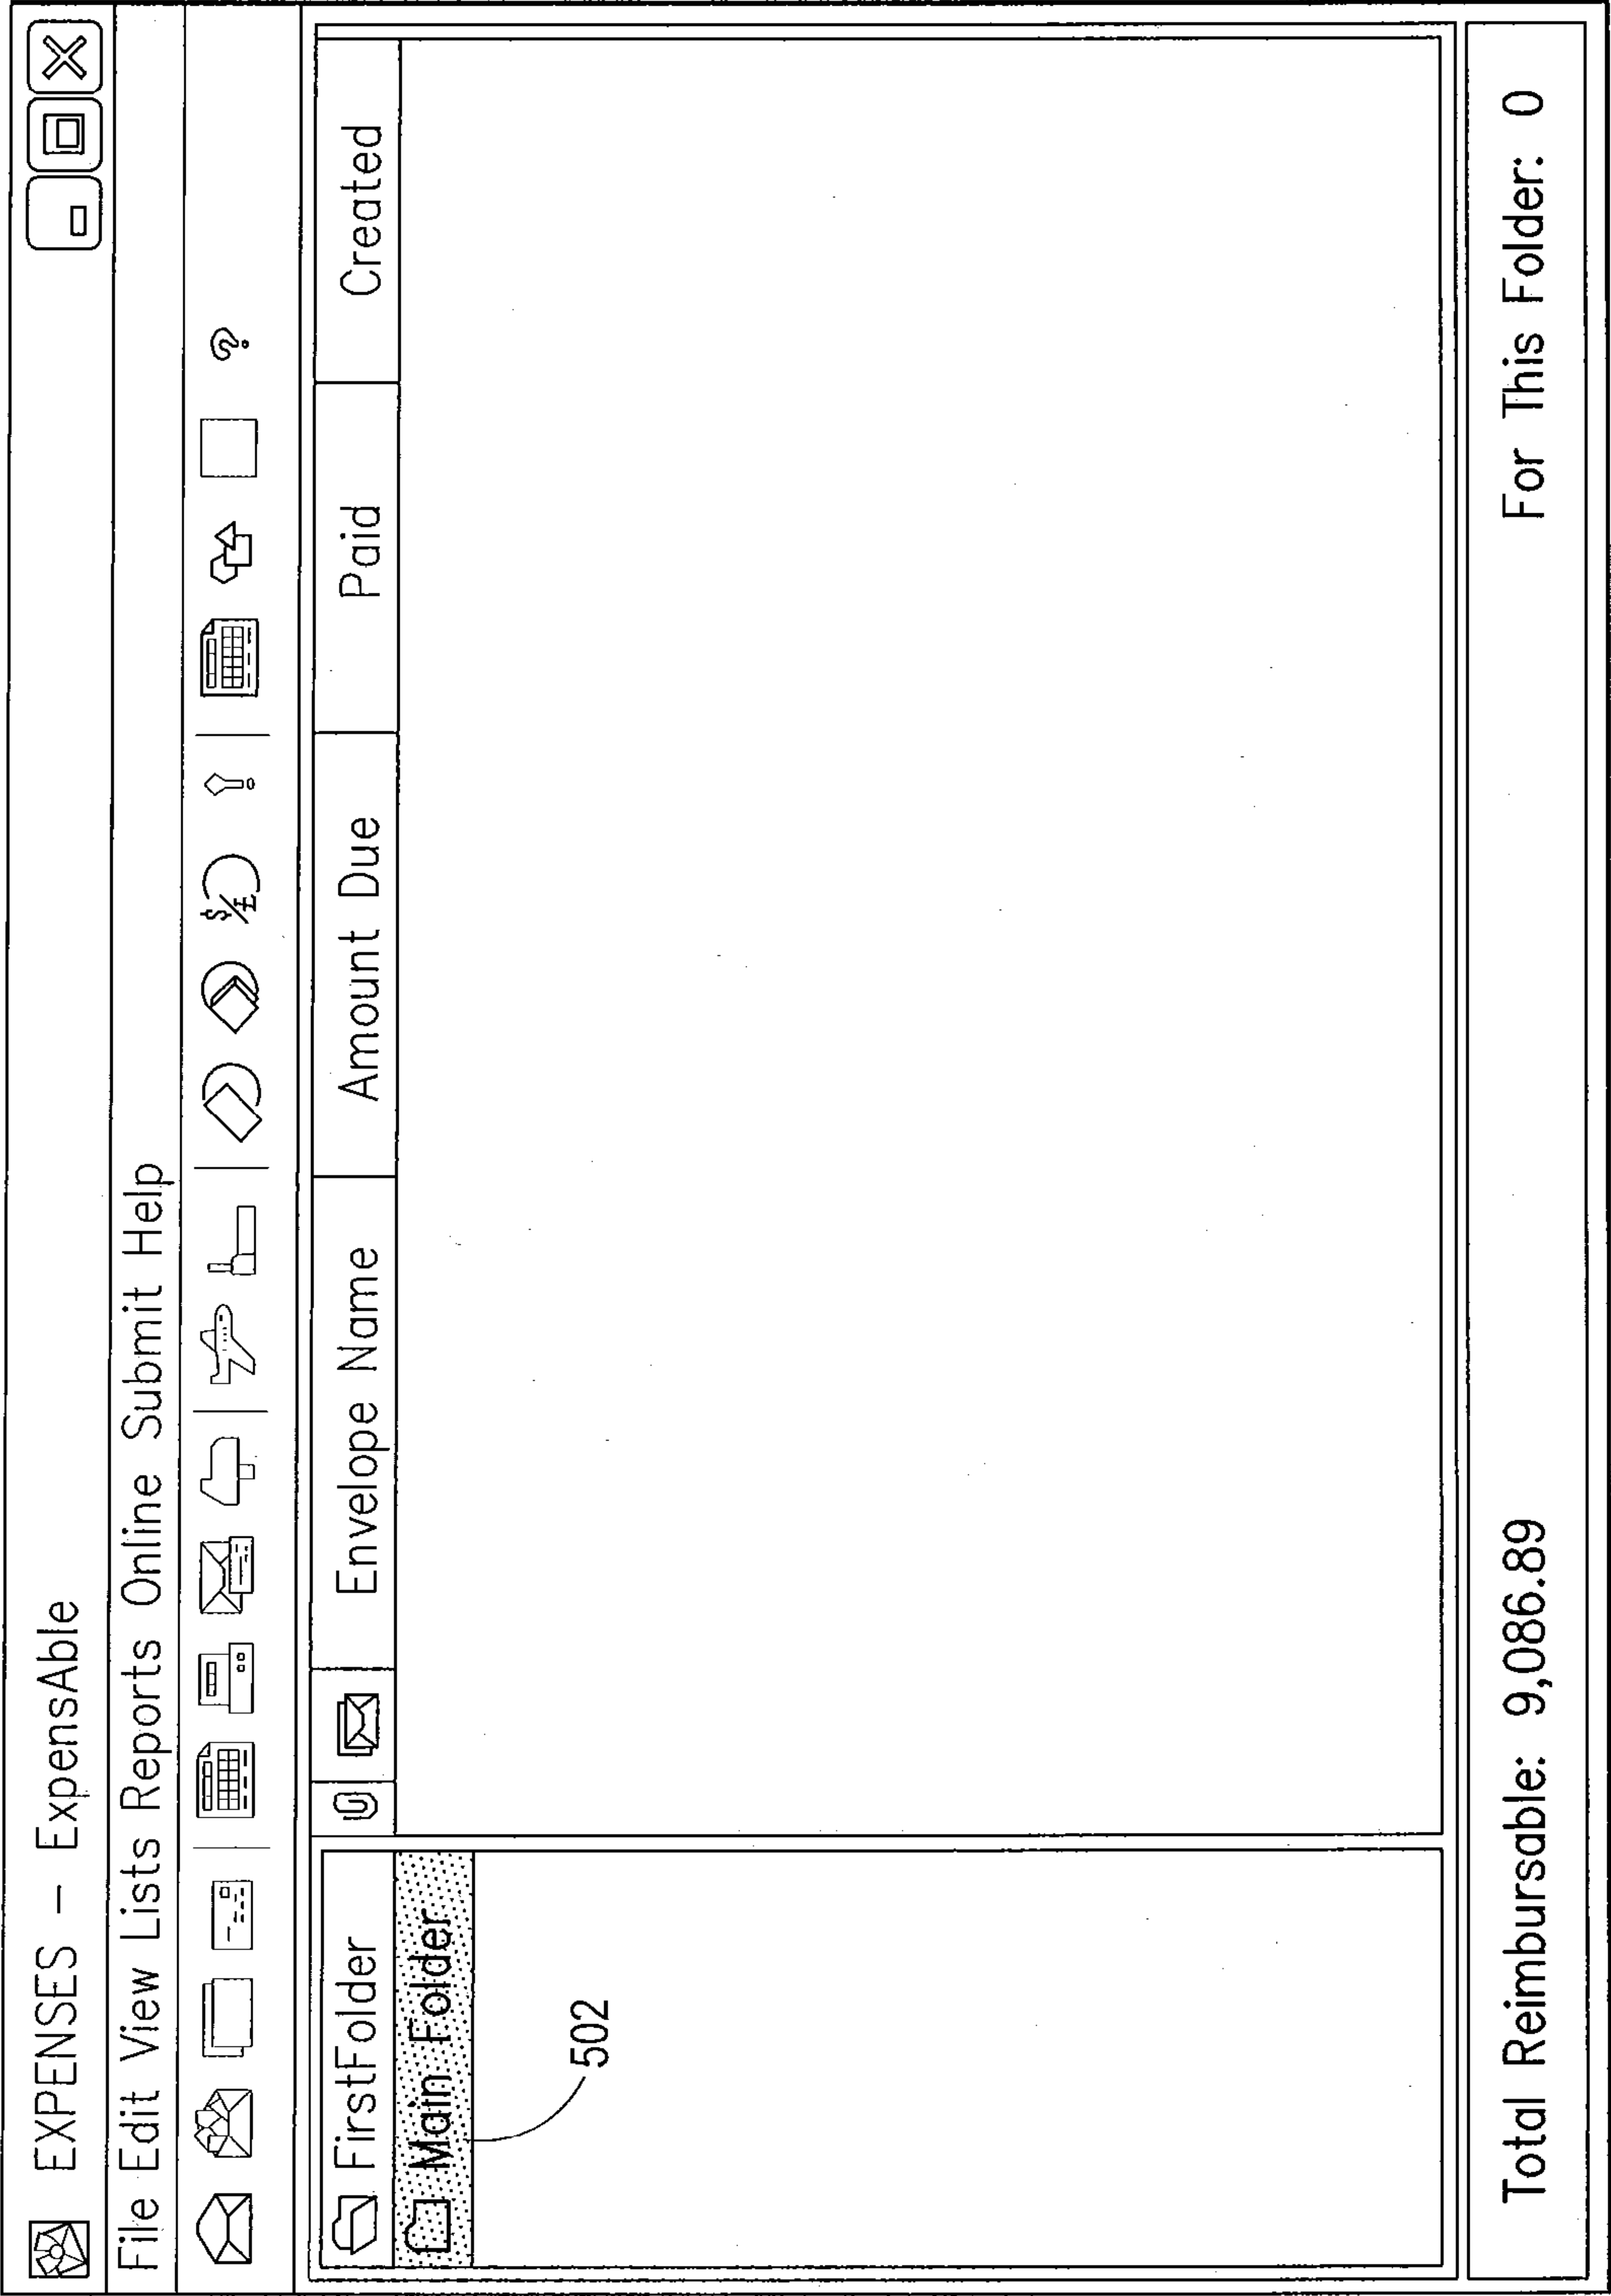 EXPENSES – ExpensAble
File Edit View Lists Reports Online Submit Help
$/£ ?
FirstFolder
Envelope Name Amount Due Paid Created
Main Folder
502
Total Reimbursable: 9,086.89 For This Folder: 0